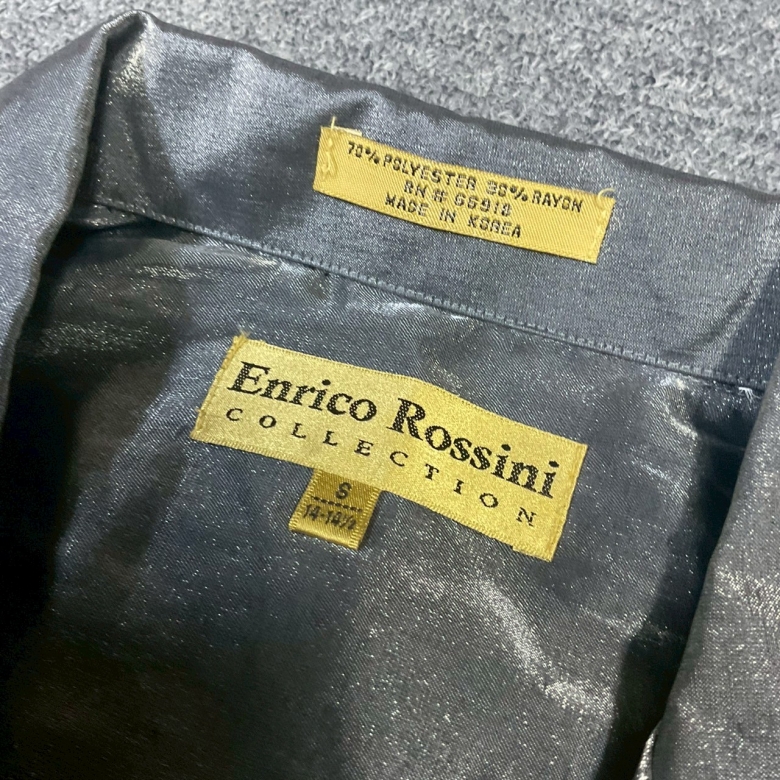 70% POLYESTER 30% RAYON
RN # 66918
MADE IN KOREA
Enrico Rossini
COLLECTION
S
14-14½